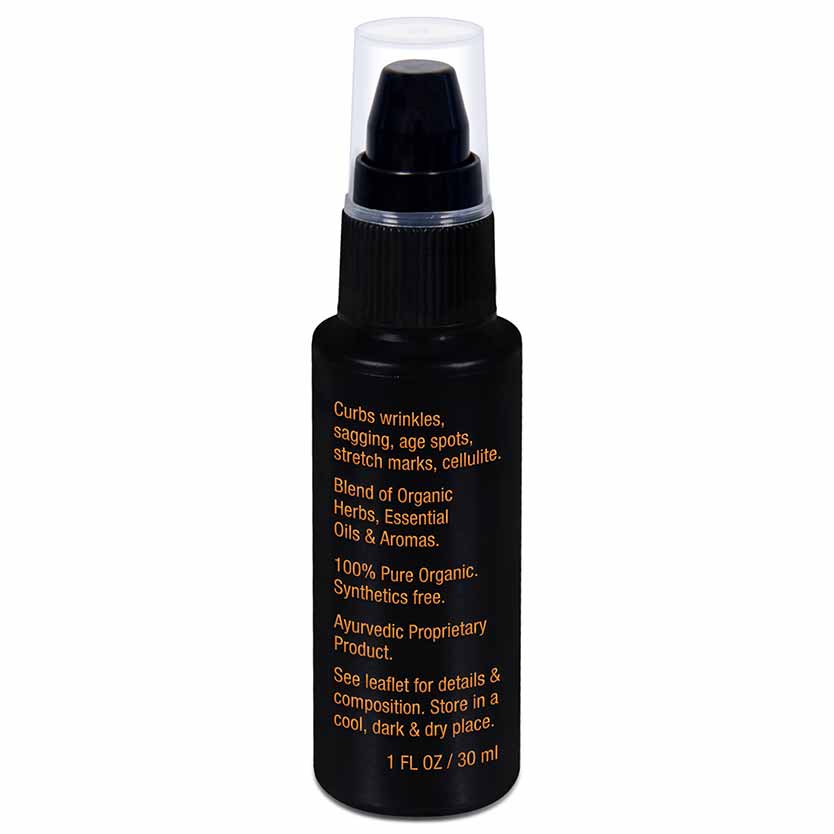 Curbs wrinkles,
sagging, age spots,
stretch marks, cellulite.
Blend of Organic
Herbs, Essential
Oils & Aromas.
100% Pure Organic.
Synthetics free.
Ayurvedic Proprietary
Product.
See leaflet for details &
composition. Store in a
cool, dark & dry place.
1 FL OZ / 30 ml